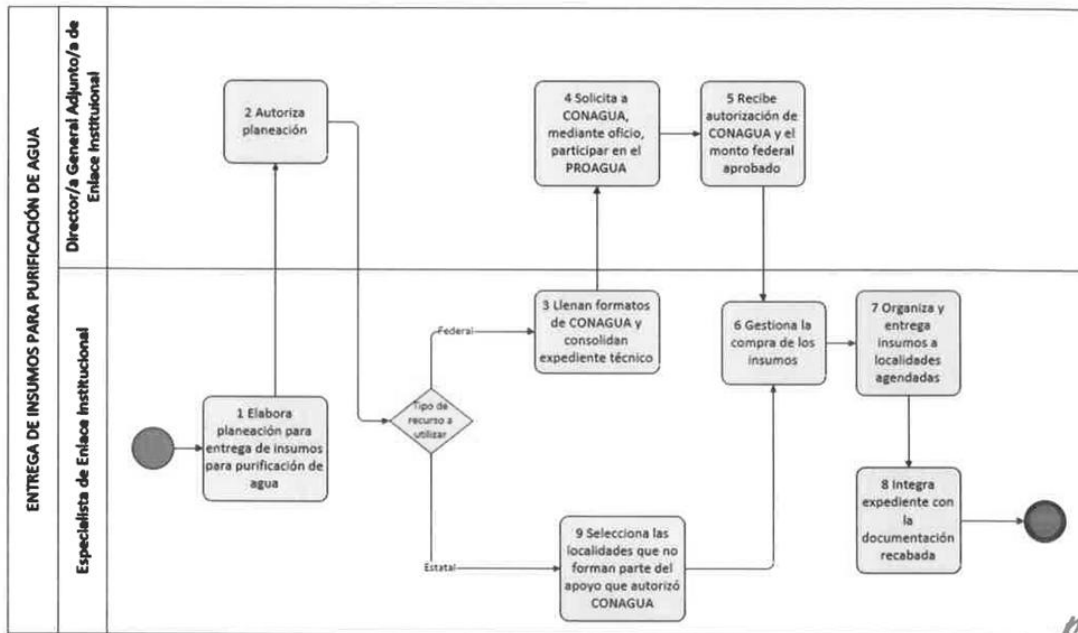 ENTREGA DE INSUMOS PARA PURIFICACIÓN DE AGUA
Director/a General Adjunto/a de
Enlace Instituional
2 Autoriza
planeación
4 Solicita a
CONAGUA,
mediante oficio,
participar en el
PROAGUA
5 Recibe
autorización de
CONAGUA y el
monto federal
aprobado
Especialista de Enlace Institucional
1 Elabora
planeación para
entrega de insumos
para purificación de
agua
Tipo de
recurso a
utilizar
Federal
3 Llenan formatos
de CONAGUA y
consolidan
expediente técnico
Estatal
9 Selecciona las
localidades que no
forman parte del
apoyo que autorizó
CONAGUA
6 Gestiona la
compra de los
insumos
7 Organiza y
entrega
insumos a
localidades
agendadas
8 Integra
expediente con
la
documentación
recabada